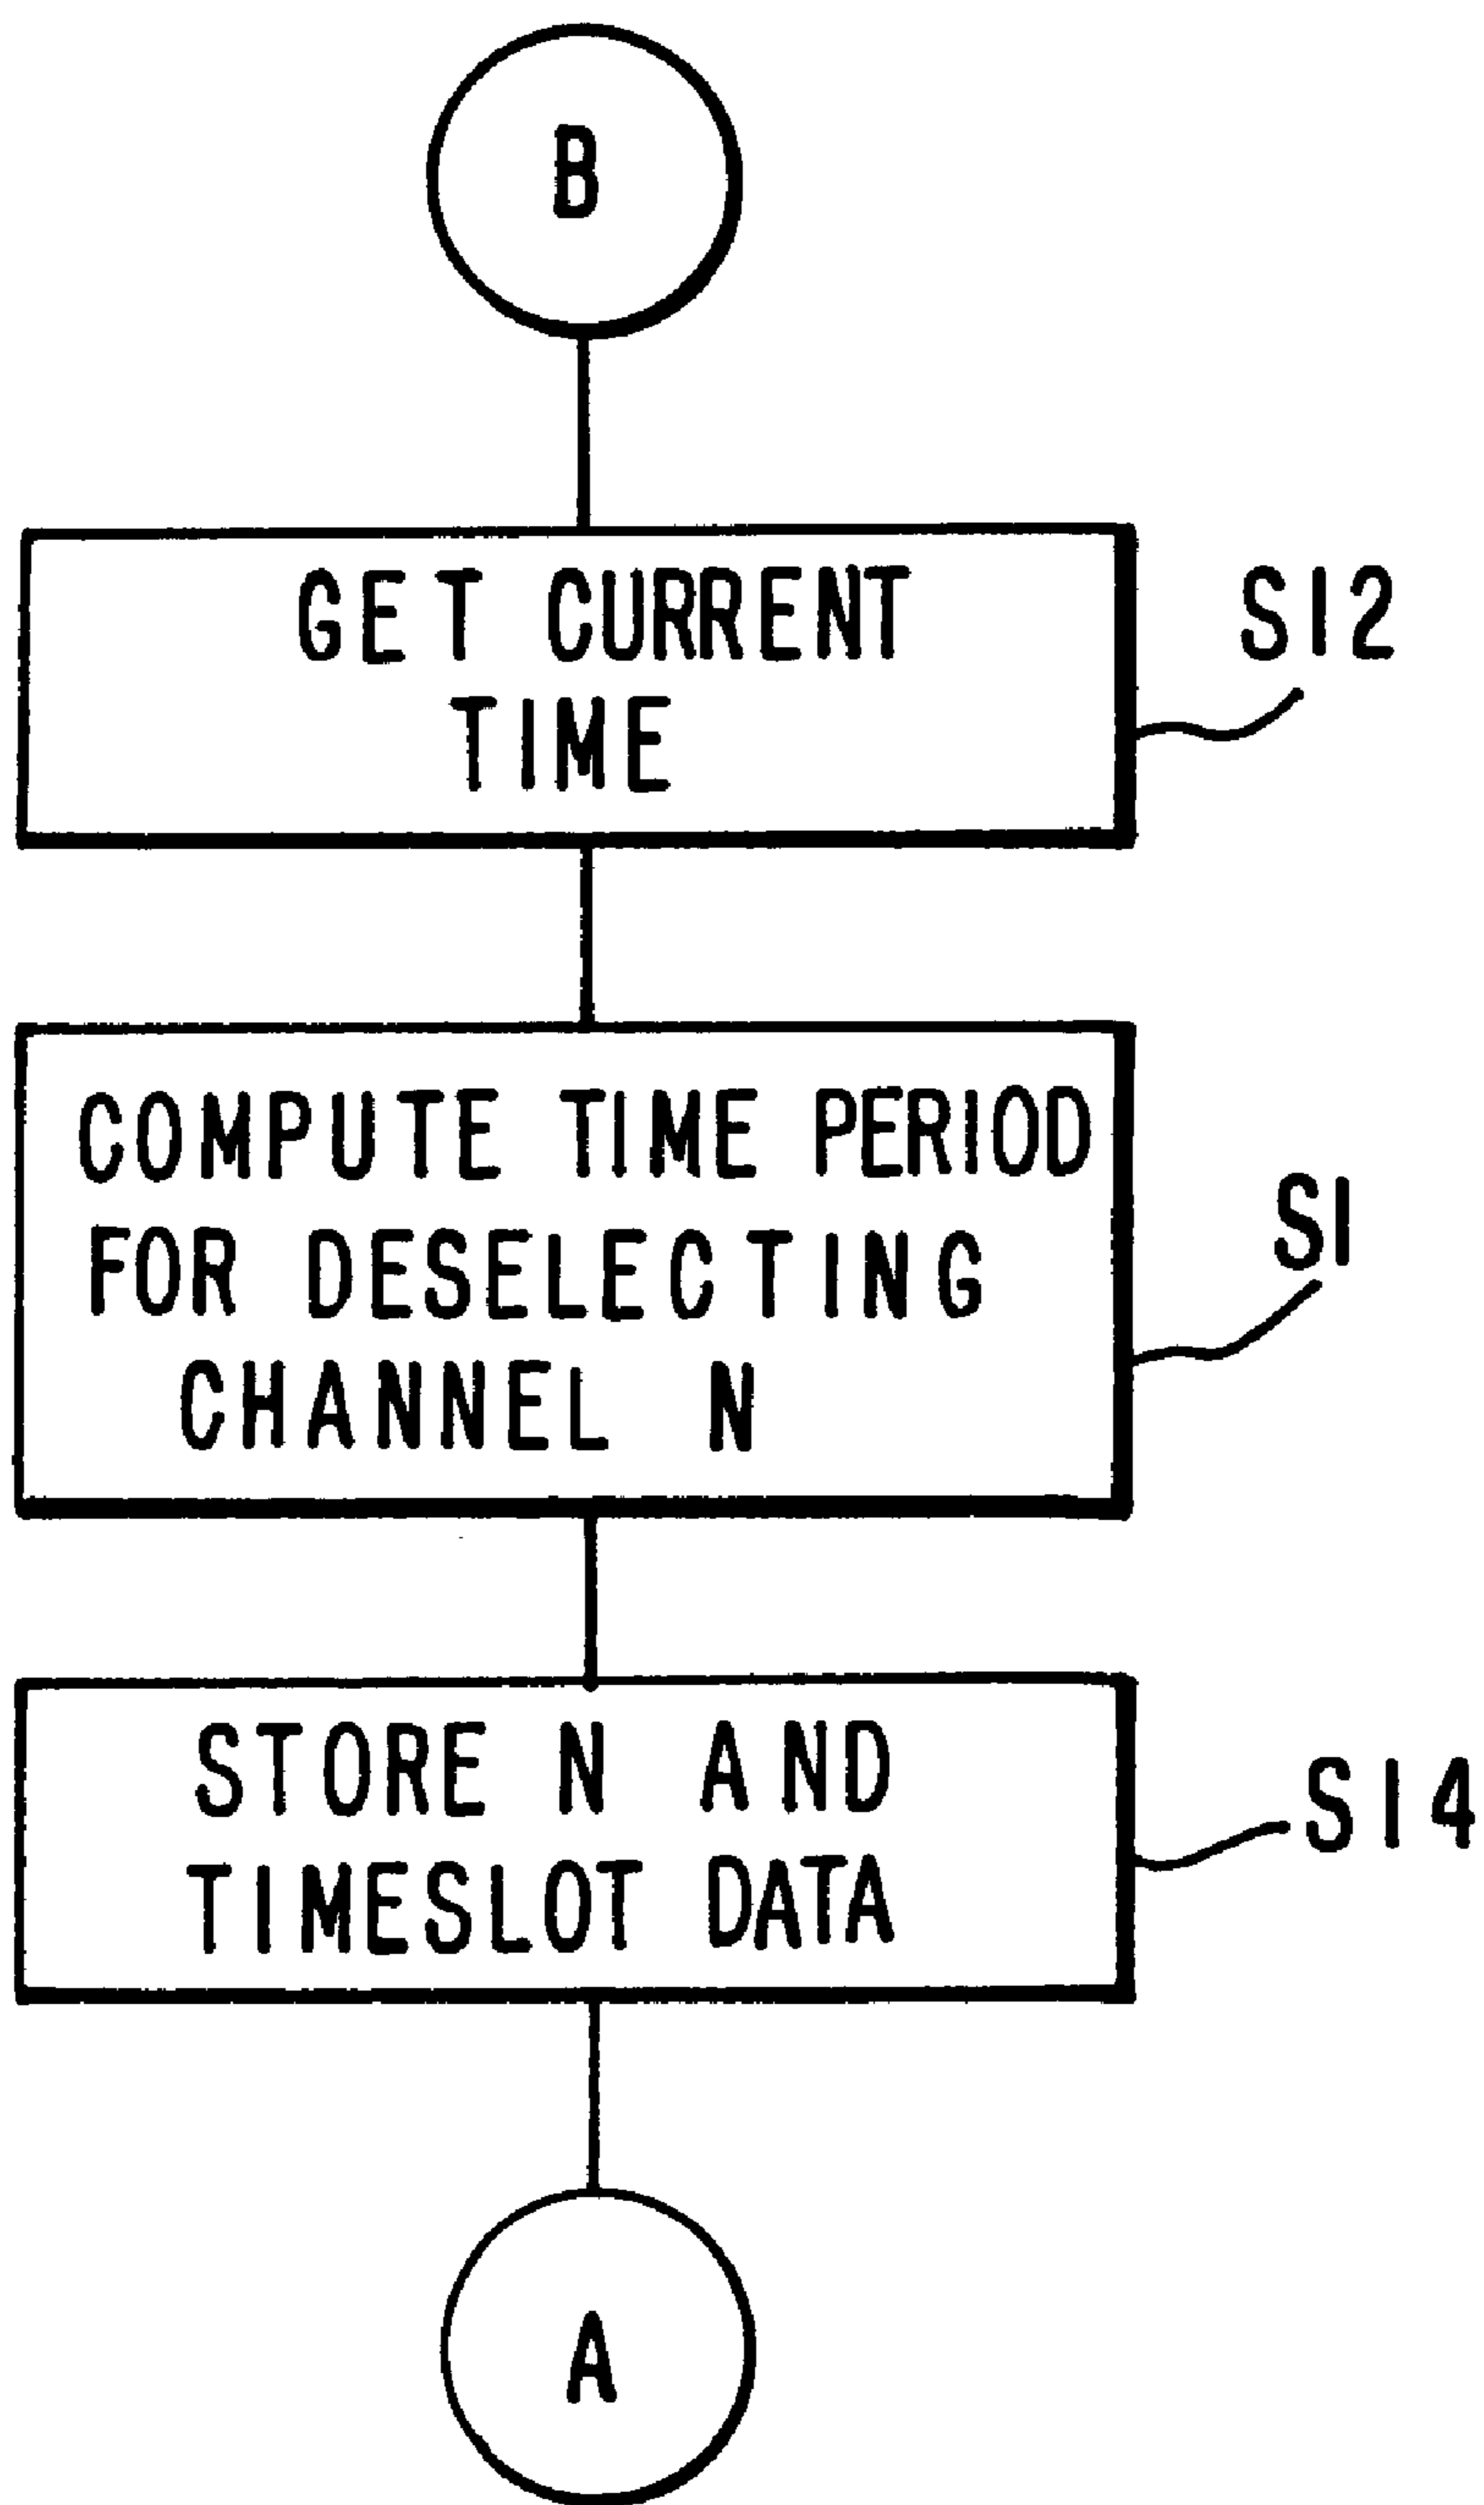 B
GET CURRENT
TIME
S12
COMPUTE TIME PERIOD
FOR DESELECTING
CHANNEL N
S1
STORE N AND
TIMESLOT DATA
S14
A